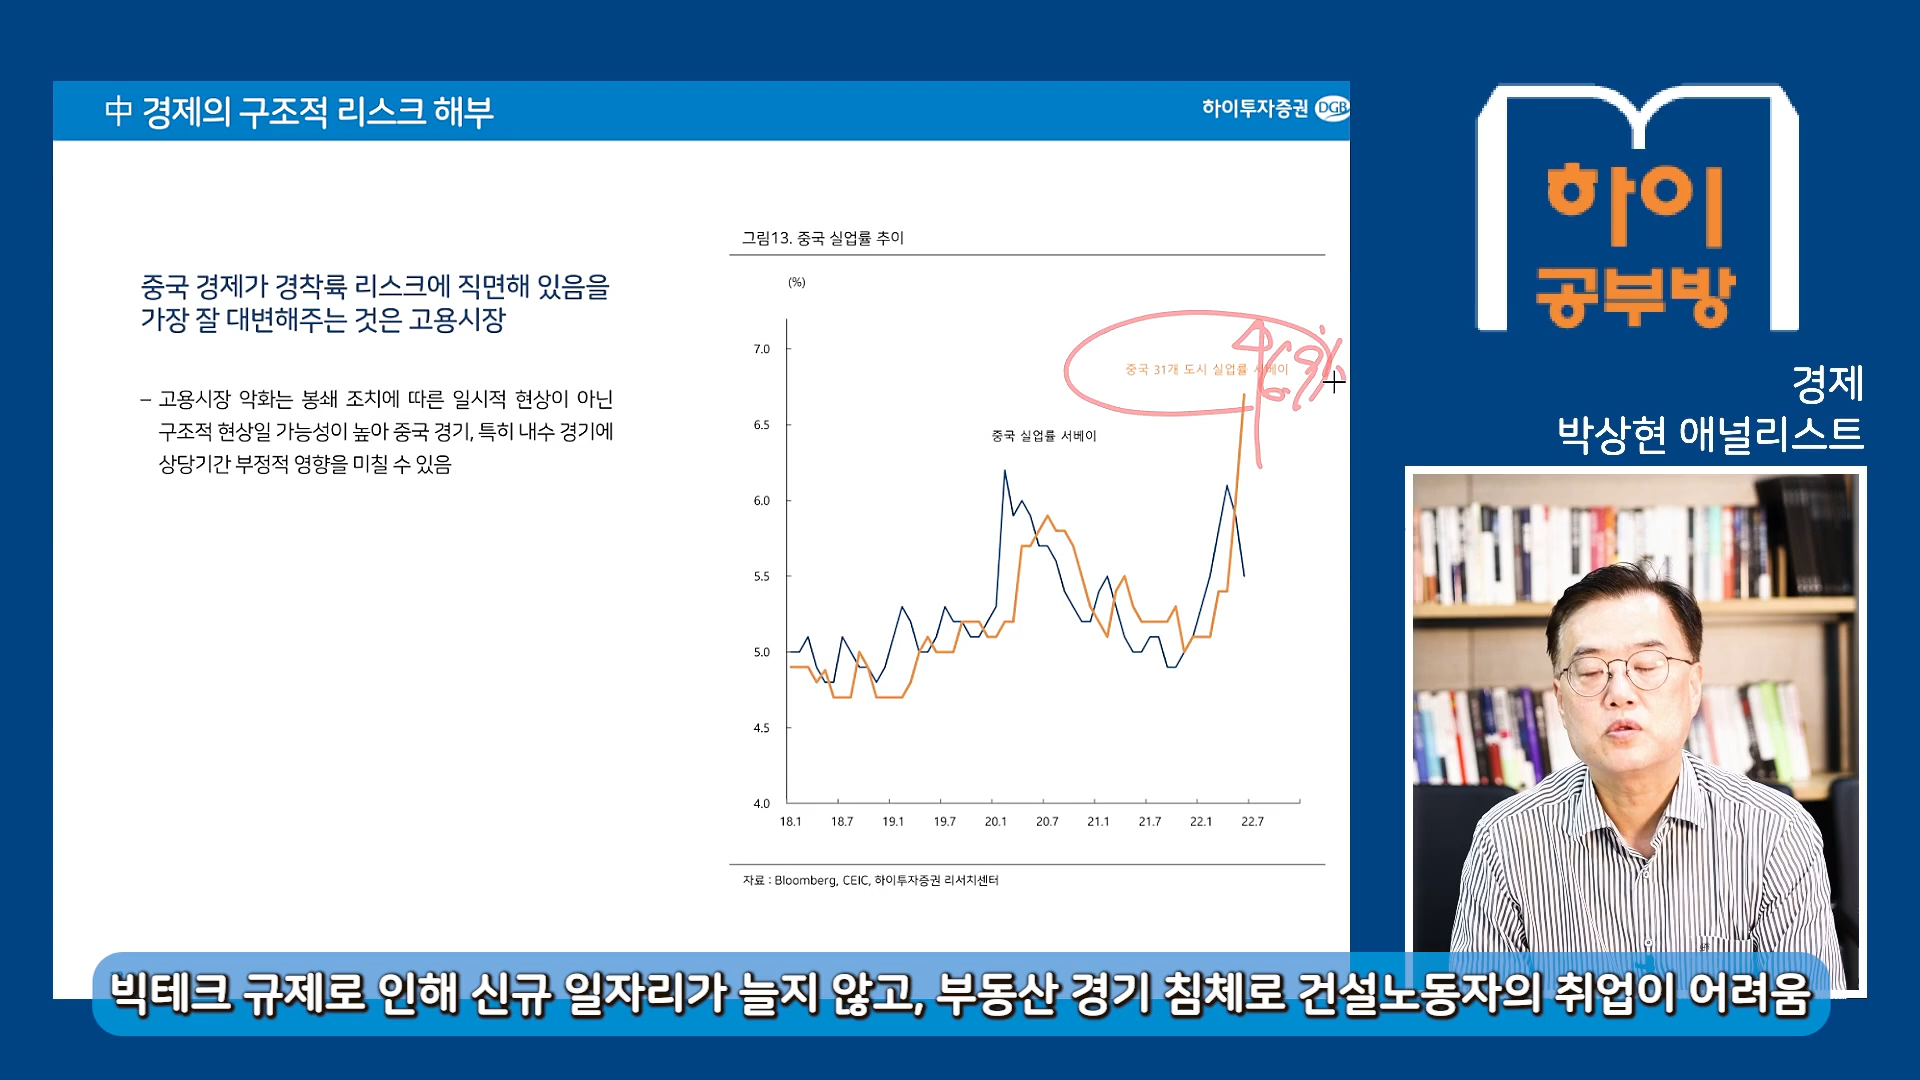 中 경제의 구조적 리스크 해부
하이투자증권 DGB
중국 경제가 경착륙 리스크에 직면해 있음을
가장 잘 대변해주는 것은 고용시장
– 고용시장 악화는 봉쇄 조치에 따른 일시적 현상이 아닌
구조적 현상일 가능성이 높아 중국 경기, 특히 내수 경기에
상당기간 부정적 영향을 미칠 수 있음
그림13. 중국 실업률 추이
(%)
7.0
6.5
6.0
5.5
5.0
4.5
4.0
중국 31개 도시 실업률 서베이
중국 실업률 서베이
18.1 18.7 19.1 19.7 20.1 20.7 21.1 21.7 22.1 22.7
자료 : Bloomberg, CEIC, 하이투자증권 리서치센터
하이
공부방
경제
박상현 애널리스트
빅테크 규제로 인해 신규 일자리가 늘지 않고, 부동산 경기 침체로 건설노동자의 취업이 어려움